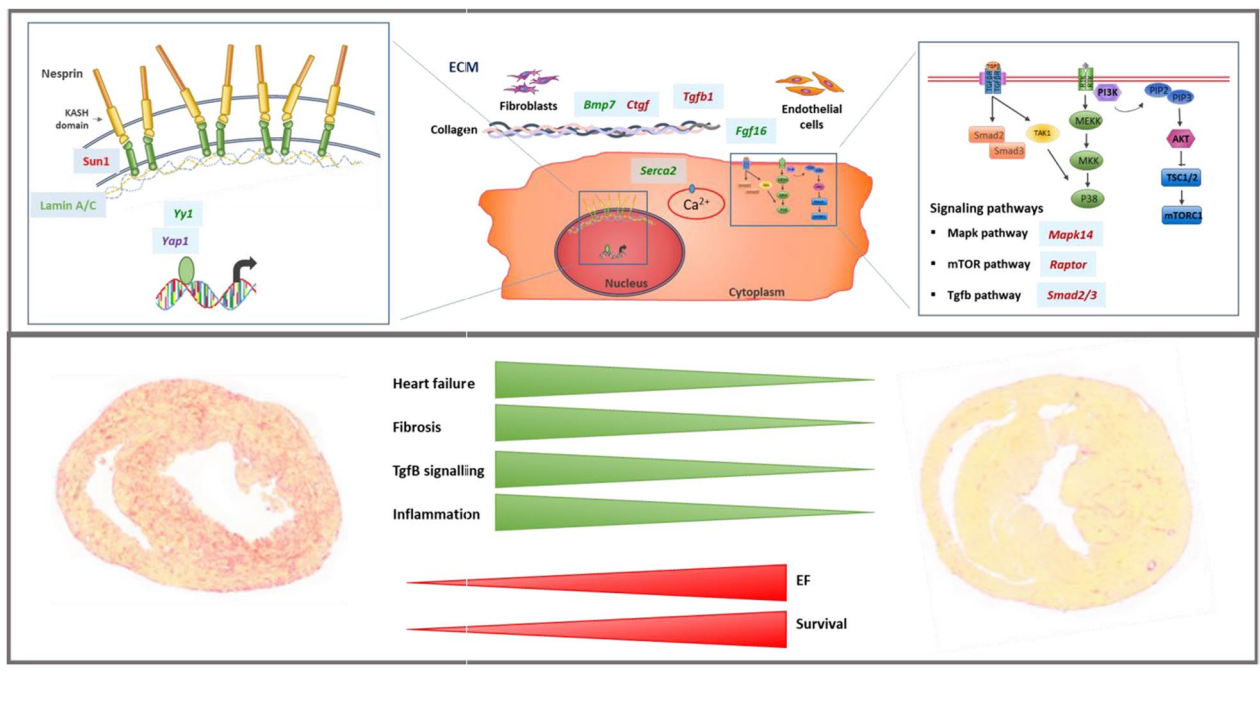 Nesprin
KASH
domain
Sun1
Lamin A/C
Yy1
Yap1
ECM
Fibroblasts
Bmp7 Ctgf
Tgfb1
Endothelial
cells
Collagen
Fgf16
Serca2
Ca2+
Nucleus
Cytoplasm
PI3K
PIP2
PIP3
MEKK
Smad2
Smad3
TAK1
AKT
MKK
TSC1/2
P38
mTORC1
Signaling pathways
▪ Mapk pathway Mapk14
▪ mTOR pathway Raptor
▪ Tgfb pathway Smad2/3
Heart failure
Fibrosis
TgfB signalling
Inflammation
EF
Survival